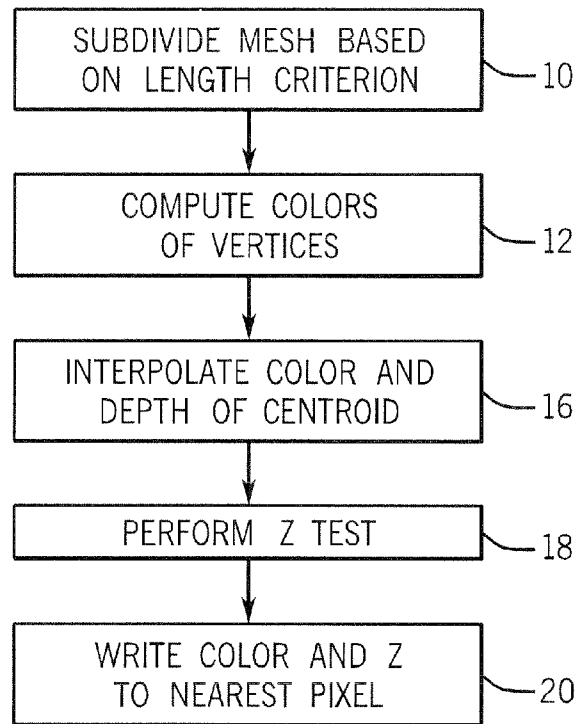 SUBDIVIDE MESH BASED
ON LENGTH CRITERION
10
COMPUTE COLORS
OF VERTICES
12
INTERPOLATE COLOR AND
DEPTH OF CENTROID
16
PERFORM Z TEST
18
WRITE COLOR AND Z
TO NEAREST PIXEL
20